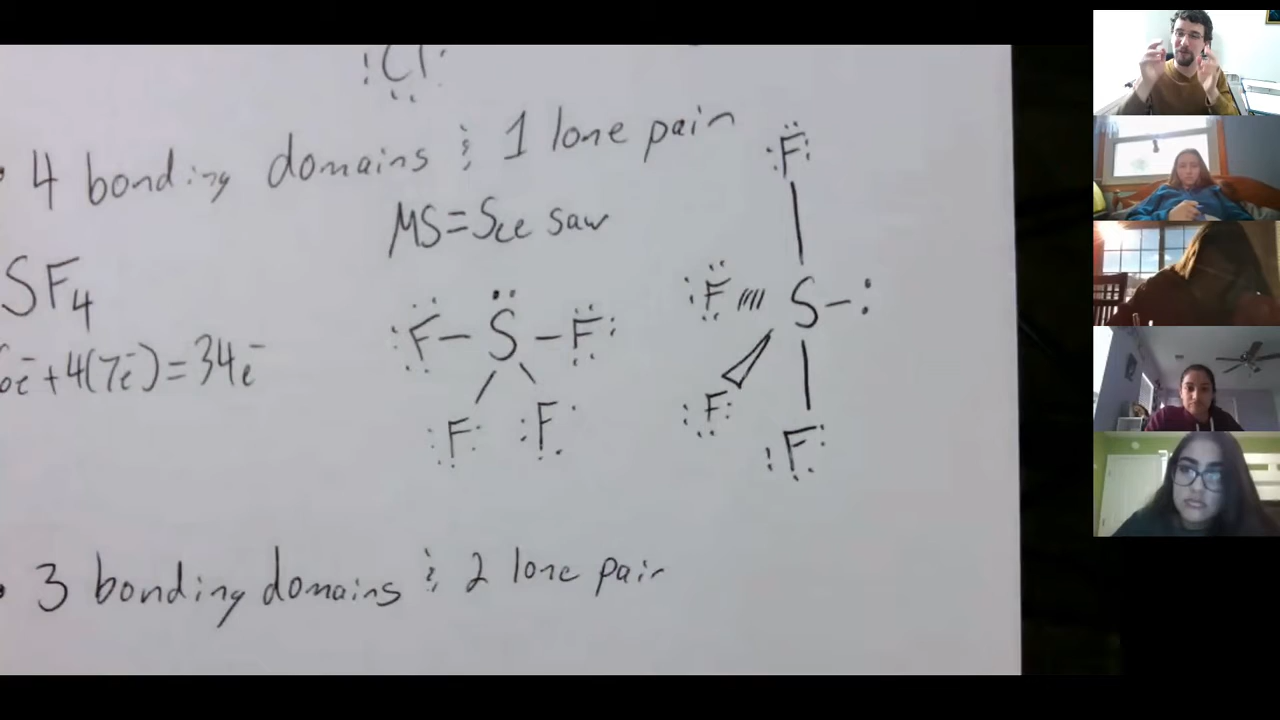 :Cl:
• 4 bonding domains & 1 lone pair
MS = See saw
SF₄
6e⁻ + 4(7e⁻) = 34e⁻
:F – S – F:
:F: :F:
:F:
:F: S – :
:F:
:F:
• 3 bonding domains & 2 lone pair